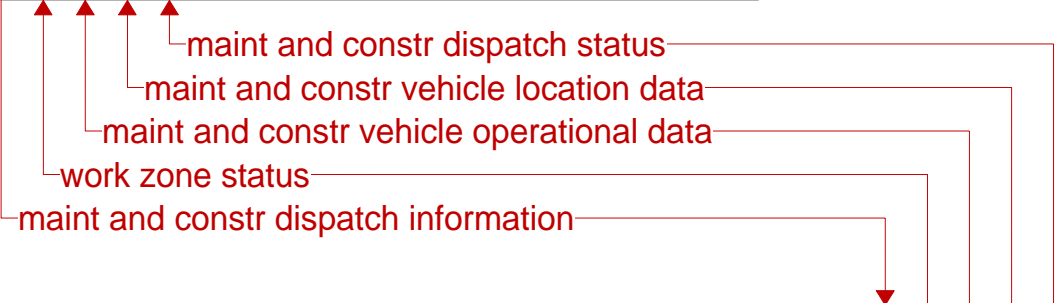 maint and constr dispatch status
maint and constr vehicle location data
maint and constr vehicle operational data
work zone status
maint and constr dispatch information